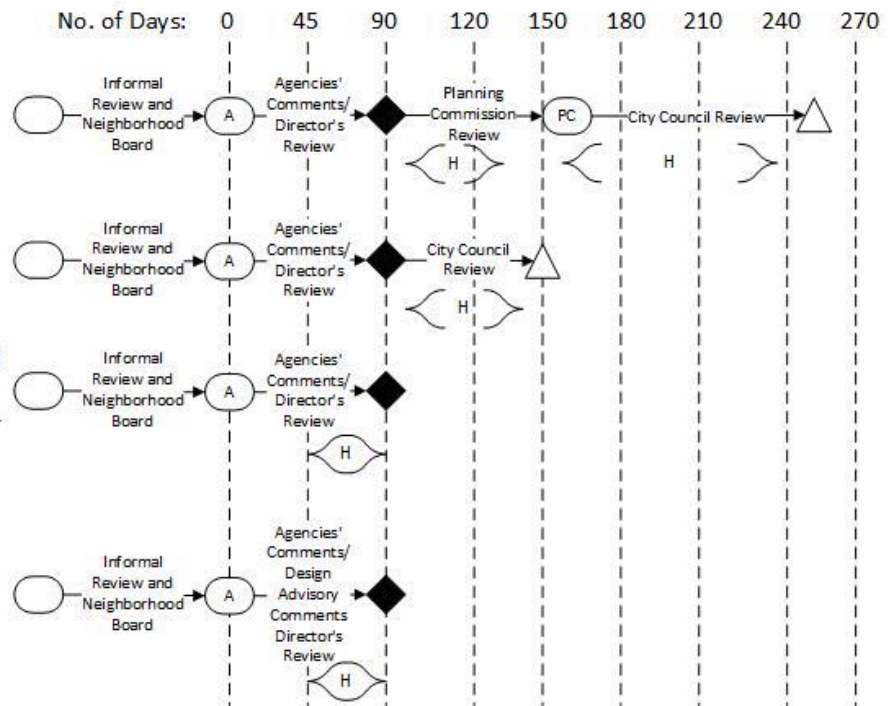 No. of Days: 0 45 90 120 150 180 210 240 270
Informal
Review and
Neighborhood
Board
A
Agencies'
Comments/
Director's
Review
Planning
Commission
Review
PC
City Council Review
H
H
Informal
Review and
Neighborhood
Board
A
Agencies'
Comments/
Director's
Review
City Council
Review
H
Informal
Review and
Neighborhood
Board
A
Agencies'
Comments/
Director's
Review
H
Informal
Review and
Neighborhood
Board
A
Agencies'
Comments/
Design
Advisory
Comments
Director's
Review
H